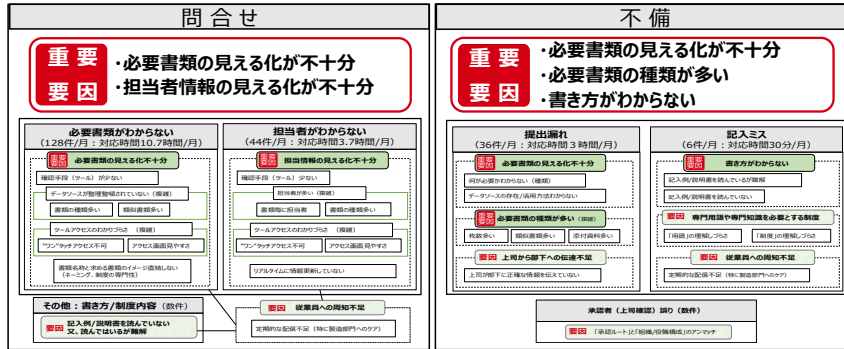 問合せ
重要
要因
・必要書類の見える化が不十分
・担当者情報の見える化が不十分
必要書類がわからない
(128件/月：対応時間10.7時間/月)
重要
要因
必要書類の見える化不十分
確認手段（ツール）が少ない
データソースが整理整頓されていない（複雑）
書類の種類多い
類似書類多い
ツールアクセスのわかりづらさ （複雑）
"ワン"タッチアクセス不可
アクセス画面見やすさ
書類名称と求める書類のイメージ直結しない
（ネーミング、制度の専門性）
担当者がわからない
(44件/月：対応時間3.7時間/月)
重要
要因
担当情報の見える化不十分
確認手段（ツール）少ない
担当者が多い（複雑）
書類毎に担当者
書類の種類多い
ツールアクセスのわかりづらさ（複雑）
"ワン"タッチアクセス不可
アクセス画面見やすさ
リアルタイムに情報更新していない
その他：書き方/制度内容（数件）
要因
記入例/説明書を読んでいない
又、読んではいるが難解
要因
従業員への周知不足
定期的な配信不足（特に製造部門へのケア）
不備
重要
要因
・必要書類の見える化が不十分
・必要書類の種類が多い
・書き方がわからない
提出漏れ
(36件/月：対応時間３時間/月)
重要
要因
必要書類の見える化不十分
何が必要かわからない（種類）
データソースの存在/活用方法わからない
重要
要因
必要書類の種類が多い（複雑）
枚数多い
類似書類多い
添付資料多い
要因
上司から部下への伝達不足
上司が部下に正確な情報を伝えていない
記入ミス
(6件/月：対応時間30分/月)
重要
要因
書き方がわからない
記入例/説明書を読んでいるが難解
記入例/説明書を読んでいない
要因
専門用語や専門知識を必要とする制度
「用語」の理解しづらさ
「制度」の理解しづらさ
要因
従業員への周知不足
定期的な配信不足（特に製造部門へのケア）
承認者（上司確認）誤り（数件）
要因
「承認ルート」と「組織/役職構成」のアンマッチ